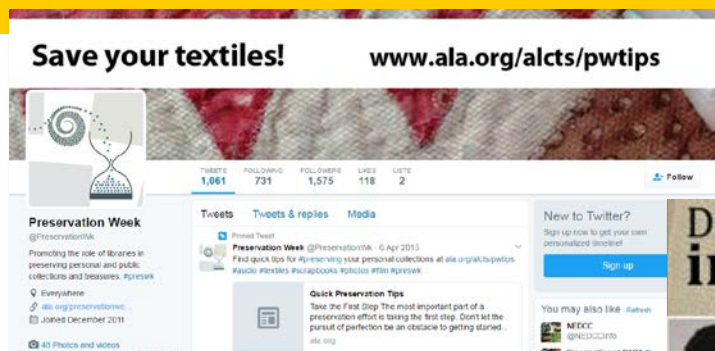 Save your textiles! www.ala.org/alcts/pwtips
TWEETS FOLLOWING FOLLOWERS LIKES LISTS
1,061 731 1,575 118 2
Follow
Preservation Week
@PreservationWk
Promoting the role of libraries in
preserving personal and public
collections and treasures. #preswk
Everywhere
ala.org/preservationwe...
Joined December 2011
40 Photos and videos
Tweets Tweets & replies Media
Pinned Tweet
Preservation Week @PreservationWk · 6 Apr 2015
Find quick tips for #preserving your personal collections at ala.org/alcts/pwtips
#audio #textiles #scrapbooks #photos #film #preswk
Quick Preservation Tips
Take the First Step The most important part of a
preservation effort is taking the first step. Don't let the
pursuit of perfection be an obstacle to getting started...
ala.org
New to Twitter?
Sign up now to get your own
personalized timeline!
Sign up
You may also like · Refresh
NEDCC
@NEDCCInfo
D
in